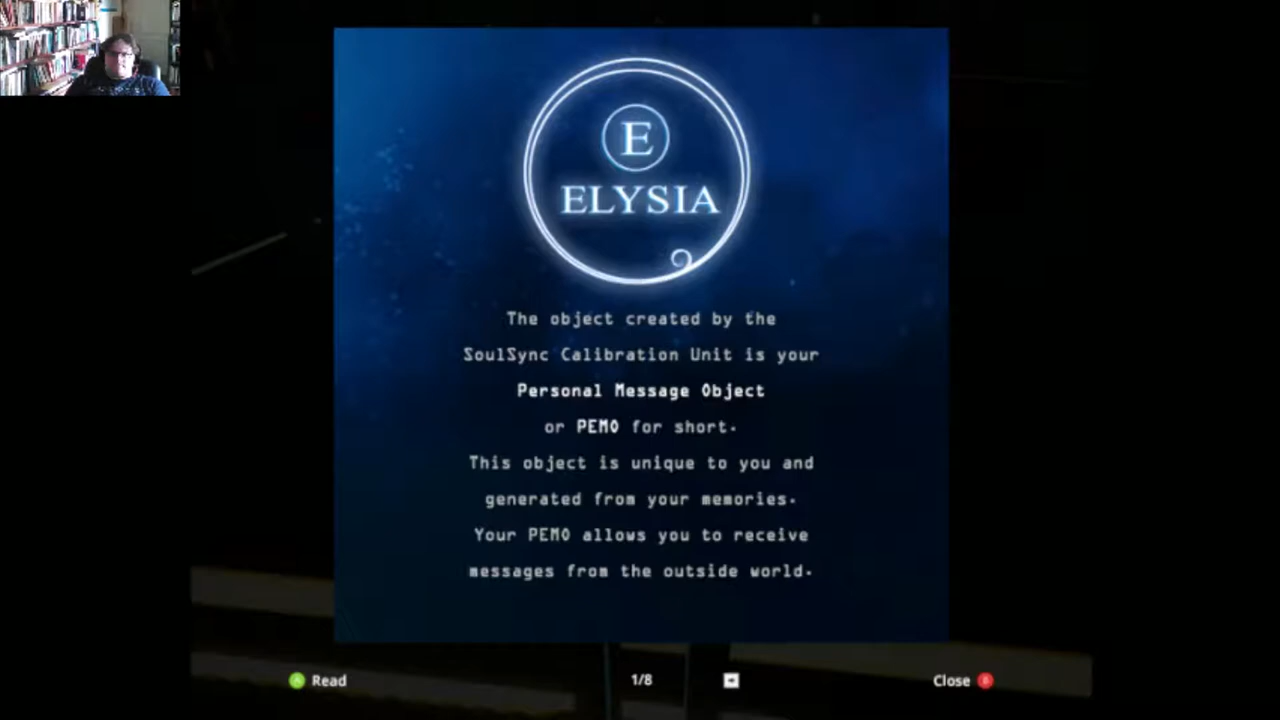 E
ELYSIA
The object created by the
SoulSync Calibration Unit is your
Personal Message Object
or PEMO for short.
This object is unique to you and
generated from your memories.
Your PEMO allows you to receive
messages from the outside world.
A Read 1/8 Close B